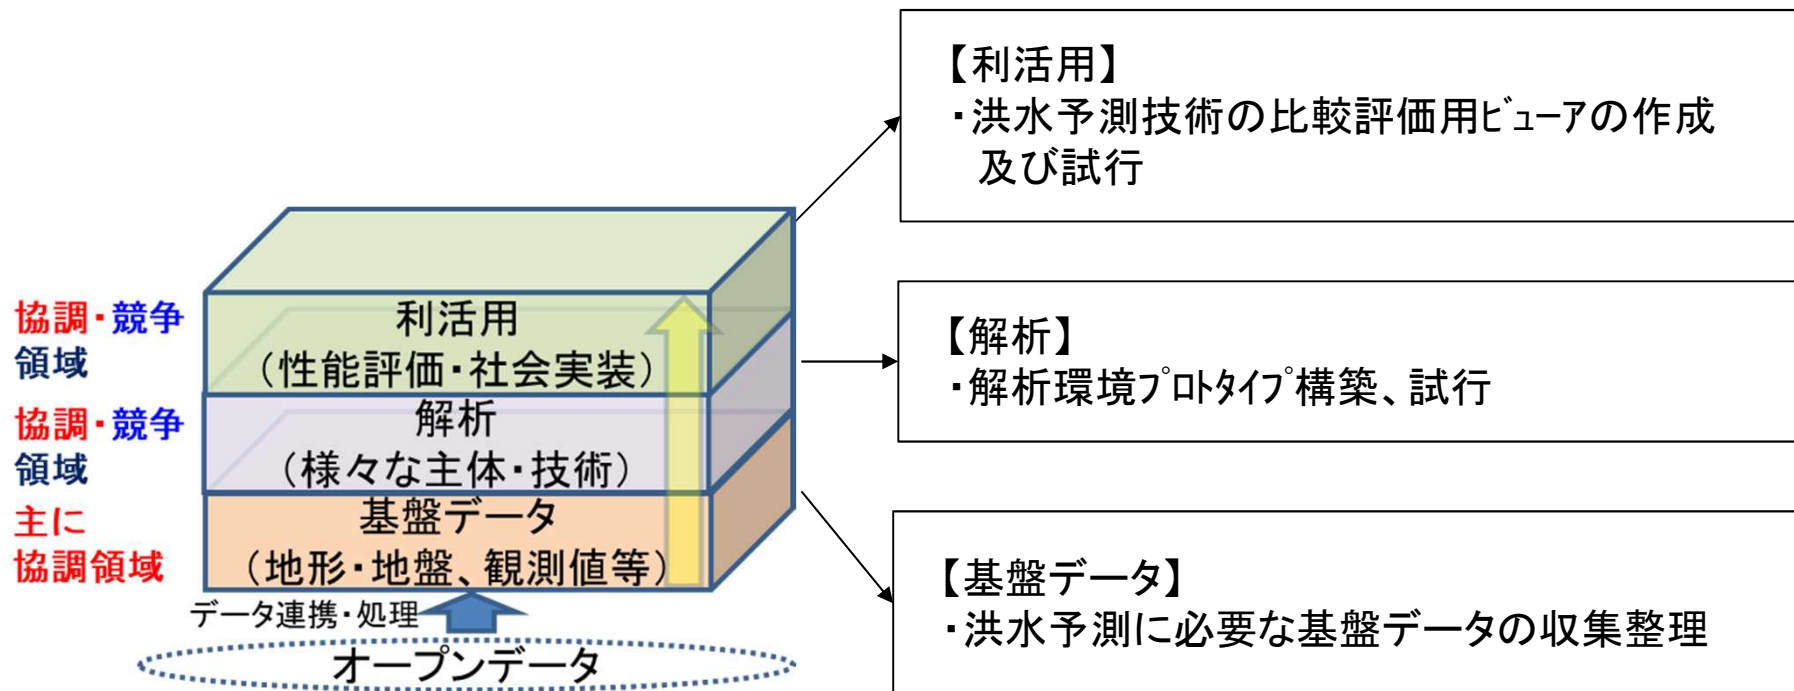 協調・競争
領域
協調・競争
領域
主に
協調領域
利活用
（性能評価・社会実装）
解析
（様々な主体・技術）
基盤データ
（地形・地盤、観測値等）
データ連携・処理
オープンデータ
【利活用】
・洪水予測技術の比較評価用ﾋﾞｭｰｱの作成
及び試行
【解析】
・解析環境ﾌﾟﾛﾄﾀｲﾌﾟ構築、試行
【基盤データ】
・洪水予測に必要な基盤データの収集整理